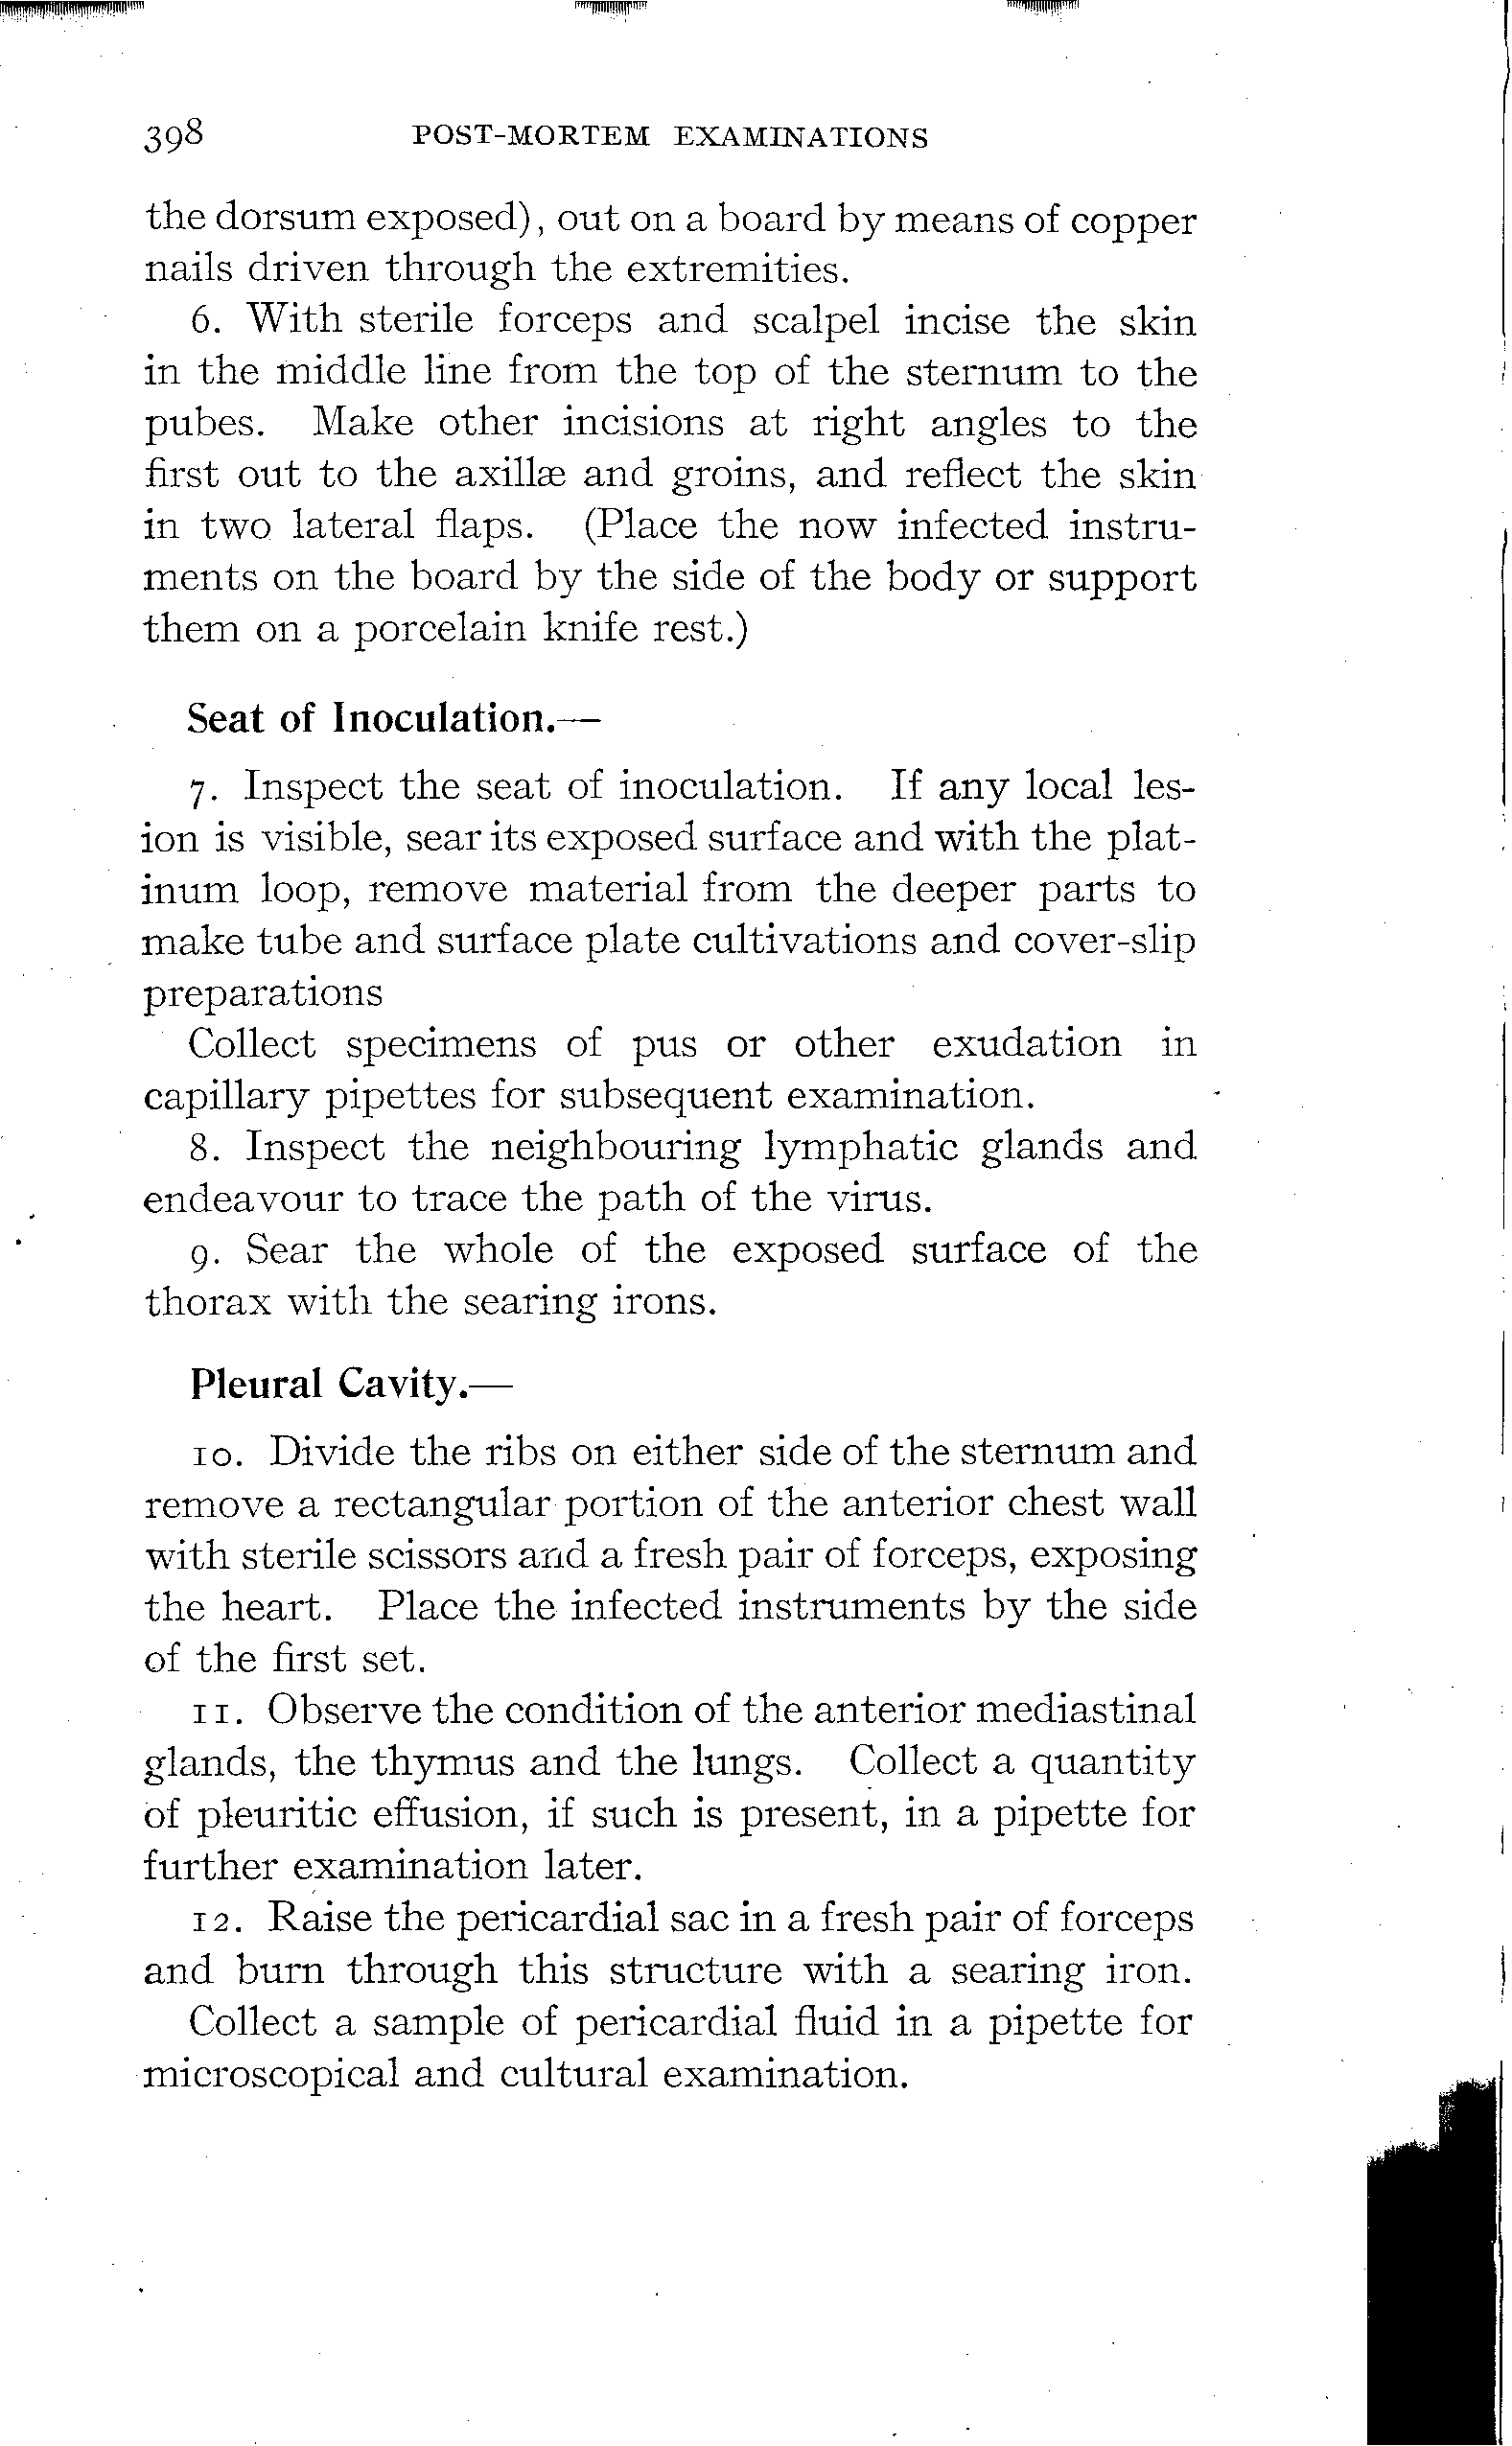 398 POST-MORTEM EXAMINATIONS
the dorsum exposed), out on a board by means of copper
nails driven through the extremities.
6. With sterile forceps and scalpel incise the skin
in the middle line from the top of the sternum to the
pubes. Make other incisions at right angles to the
first out to the axillæ and groins, and reflect the skin
in two lateral flaps. (Place the now infected instru-
ments on the board by the side of the body or support
them on a porcelain knife rest.)
Seat of Inoculation.—
7. Inspect the seat of inoculation. If any local les-
ion is visible, sear its exposed surface and with the plat-
inum loop, remove material from the deeper parts to
make tube and surface plate cultivations and cover-slip
preparations
Collect specimens of pus or other exudation in
capillary pipettes for subsequent examination.
8. Inspect the neighbouring lymphatic glands and
endeavour to trace the path of the virus.
9. Sear the whole of the exposed surface of the
thorax with the searing irons.
Pleural Cavity.—
10. Divide the ribs on either side of the sternum and
remove a rectangular portion of the anterior chest wall
with sterile scissors and a fresh pair of forceps, exposing
the heart. Place the infected instruments by the side
of the first set.
11. Observe the condition of the anterior mediastinal
glands, the thymus and the lungs. Collect a quantity
of pleuritic effusion, if such is present, in a pipette for
further examination later.
12. Raise the pericardial sac in a fresh pair of forceps
and burn through this structure with a searing iron.
Collect a sample of pericardial fluid in a pipette for
microscopical and cultural examination.